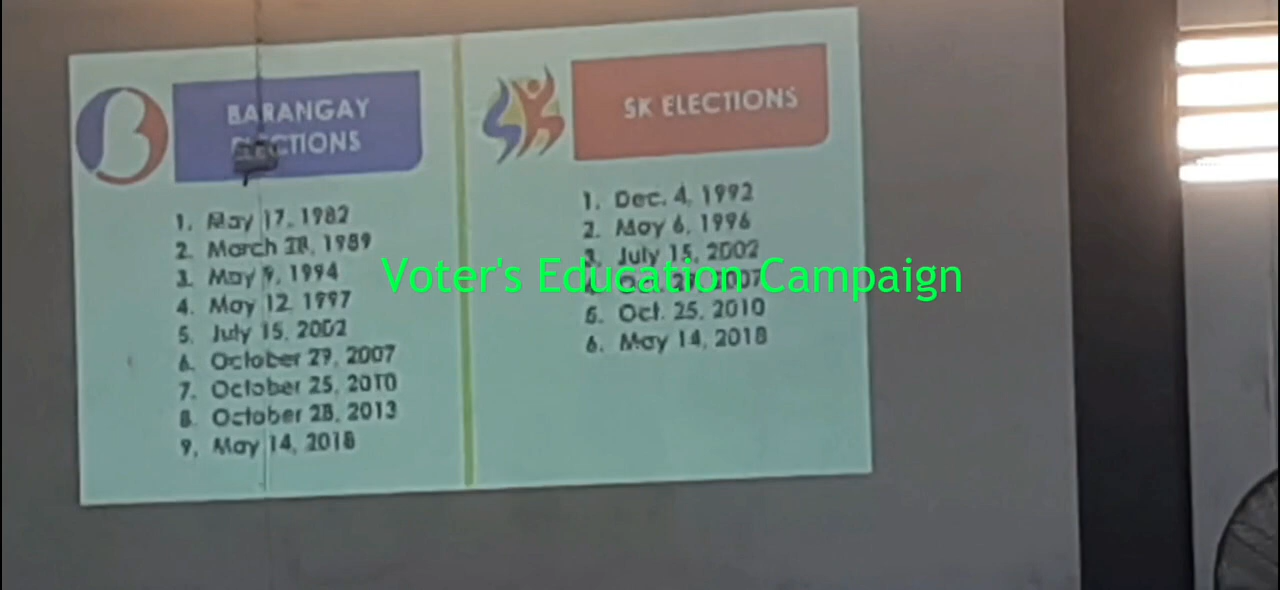 BARANGAY
ELECTIONS
1. May 17, 1982
2. March 28, 1989
3. May 9, 1994
4. May 12, 1997
5. July 15, 2002
6. October 29, 2007
7. October 25, 2010
8. October 28, 2013
9. May 14, 2018
SK ELECTIONS
1. Dec. 4, 1992
2. May 6, 1996
3. July 15, 2002
2007
5. Oct. 25, 2010
6. May 14, 2018
Voter's Education Campaign